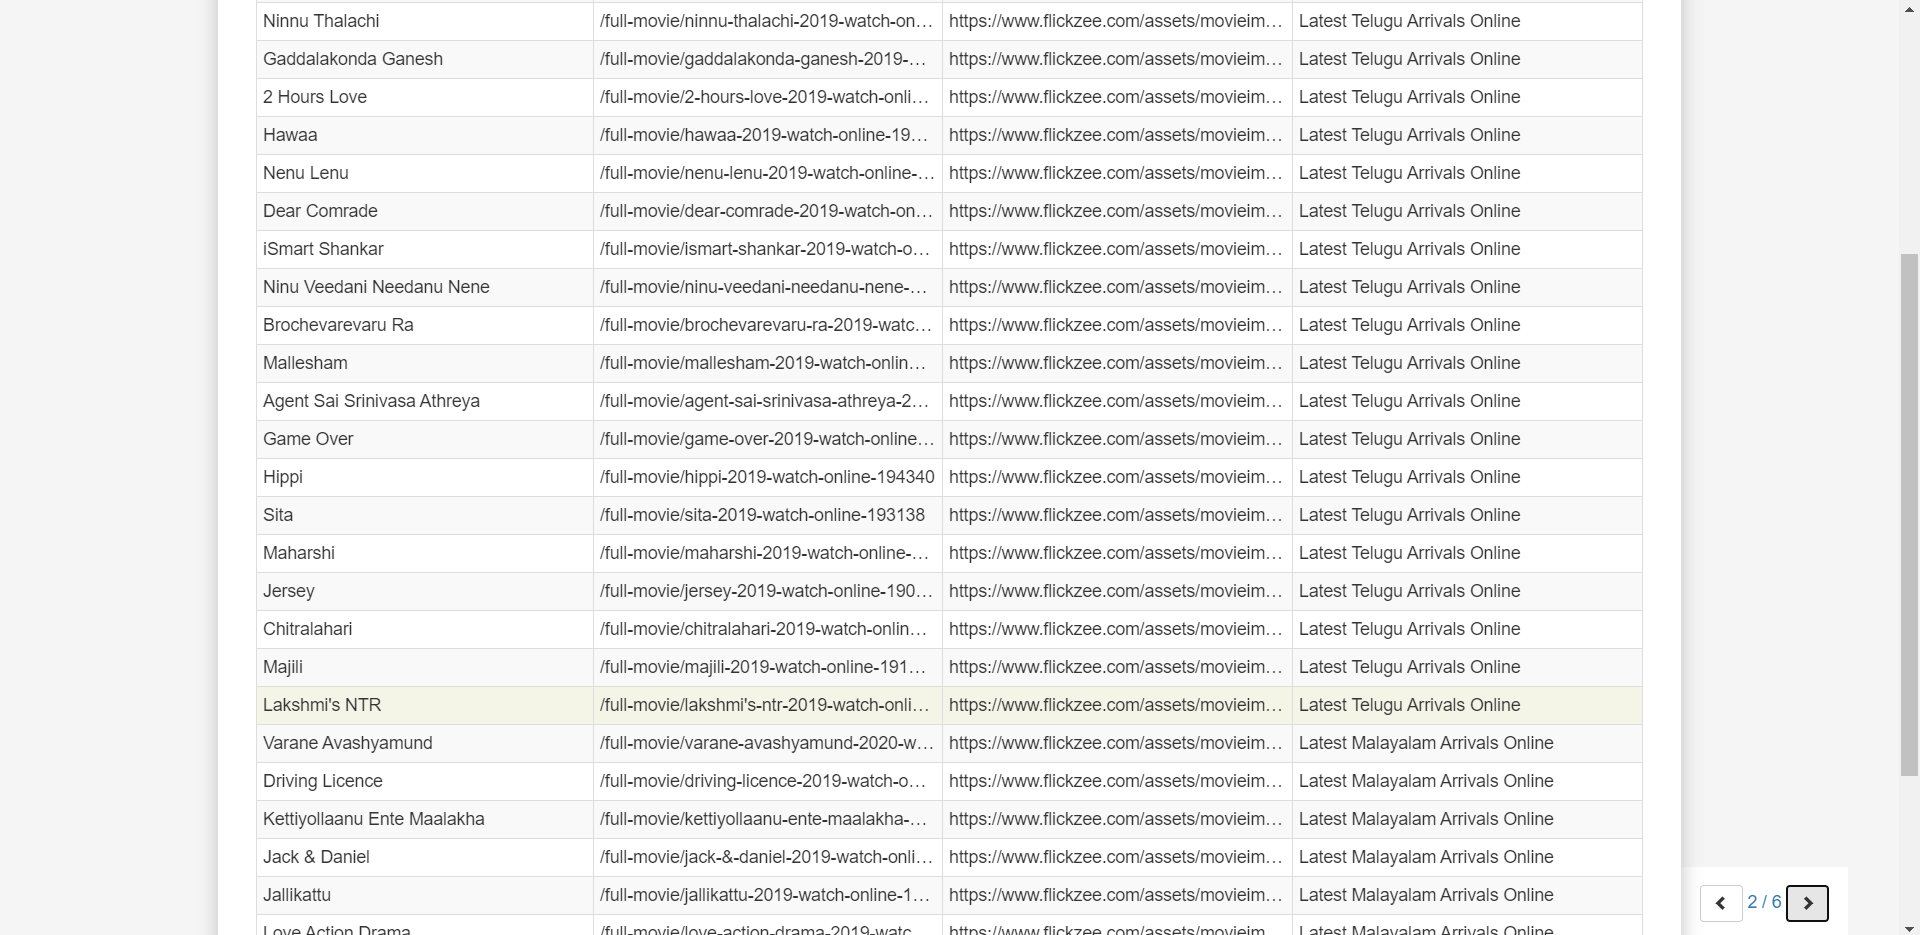 Ninnu Thalachi /full-movie/ninnu-thalachi-2019-watch-on… https://www.flickzee.com/assets/movieim… Latest Telugu Arrivals Online
Gaddalakonda Ganesh /full-movie/gaddalakonda-ganesh-2019-… https://www.flickzee.com/assets/movieim… Latest Telugu Arrivals Online
2 Hours Love /full-movie/2-hours-love-2019-watch-onli… https://www.flickzee.com/assets/movieim… Latest Telugu Arrivals Online
Hawaa /full-movie/hawaa-2019-watch-online-19… https://www.flickzee.com/assets/movieim… Latest Telugu Arrivals Online
Nenu Lenu /full-movie/nenu-lenu-2019-watch-online-… https://www.flickzee.com/assets/movieim… Latest Telugu Arrivals Online
Dear Comrade /full-movie/dear-comrade-2019-watch-on… https://www.flickzee.com/assets/movieim… Latest Telugu Arrivals Online
iSmart Shankar /full-movie/ismart-shankar-2019-watch-o… https://www.flickzee.com/assets/movieim… Latest Telugu Arrivals Online
Ninu Veedani Needanu Nene /full-movie/ninu-veedani-needanu-nene-… https://www.flickzee.com/assets/movieim… Latest Telugu Arrivals Online
Brochevarevaru Ra /full-movie/brochevarevaru-ra-2019-watc… https://www.flickzee.com/assets/movieim… Latest Telugu Arrivals Online
Mallesham /full-movie/mallesham-2019-watch-onlin… https://www.flickzee.com/assets/movieim… Latest Telugu Arrivals Online
Agent Sai Srinivasa Athreya /full-movie/agent-sai-srinivasa-athreya-2… https://www.flickzee.com/assets/movieim… Latest Telugu Arrivals Online
Game Over /full-movie/game-over-2019-watch-online… https://www.flickzee.com/assets/movieim… Latest Telugu Arrivals Online
Hippi /full-movie/hippi-2019-watch-online-194340 https://www.flickzee.com/assets/movieim… Latest Telugu Arrivals Online
Sita /full-movie/sita-2019-watch-online-193138 https://www.flickzee.com/assets/movieim… Latest Telugu Arrivals Online
Maharshi /full-movie/maharshi-2019-watch-online-… https://www.flickzee.com/assets/movieim… Latest Telugu Arrivals Online
Jersey /full-movie/jersey-2019-watch-online-190… https://www.flickzee.com/assets/movieim… Latest Telugu Arrivals Online
Chitralahari /full-movie/chitralahari-2019-watch-onlin… https://www.flickzee.com/assets/movieim… Latest Telugu Arrivals Online
Majili /full-movie/majili-2019-watch-online-191… https://www.flickzee.com/assets/movieim… Latest Telugu Arrivals Online
Lakshmi's NTR /full-movie/lakshmi's-ntr-2019-watch-onli… https://www.flickzee.com/assets/movieim… Latest Telugu Arrivals Online
Varane Avashyamund /full-movie/varane-avashyamund-2020-w… https://www.flickzee.com/assets/movieim… Latest Malayalam Arrivals Online
Driving Licence /full-movie/driving-licence-2019-watch-o… https://www.flickzee.com/assets/movieim… Latest Malayalam Arrivals Online
Kettiyollaanu Ente Maalakha /full-movie/kettiyollaanu-ente-maalakha-… https://www.flickzee.com/assets/movieim… Latest Malayalam Arrivals Online
Jack & Daniel /full-movie/jack-&-daniel-2019-watch-onli… https://www.flickzee.com/assets/movieim… Latest Malayalam Arrivals Online
Jallikattu /full-movie/jallikattu-2019-watch-online-1… https://www.flickzee.com/assets/movieim… Latest Malayalam Arrivals Online
2 / 6
Love Action Drama /full-movie/love-action-drama-2019-watc… https://www.flickzee.com/assets/movieim… Latest Malayalam Arrivals Online